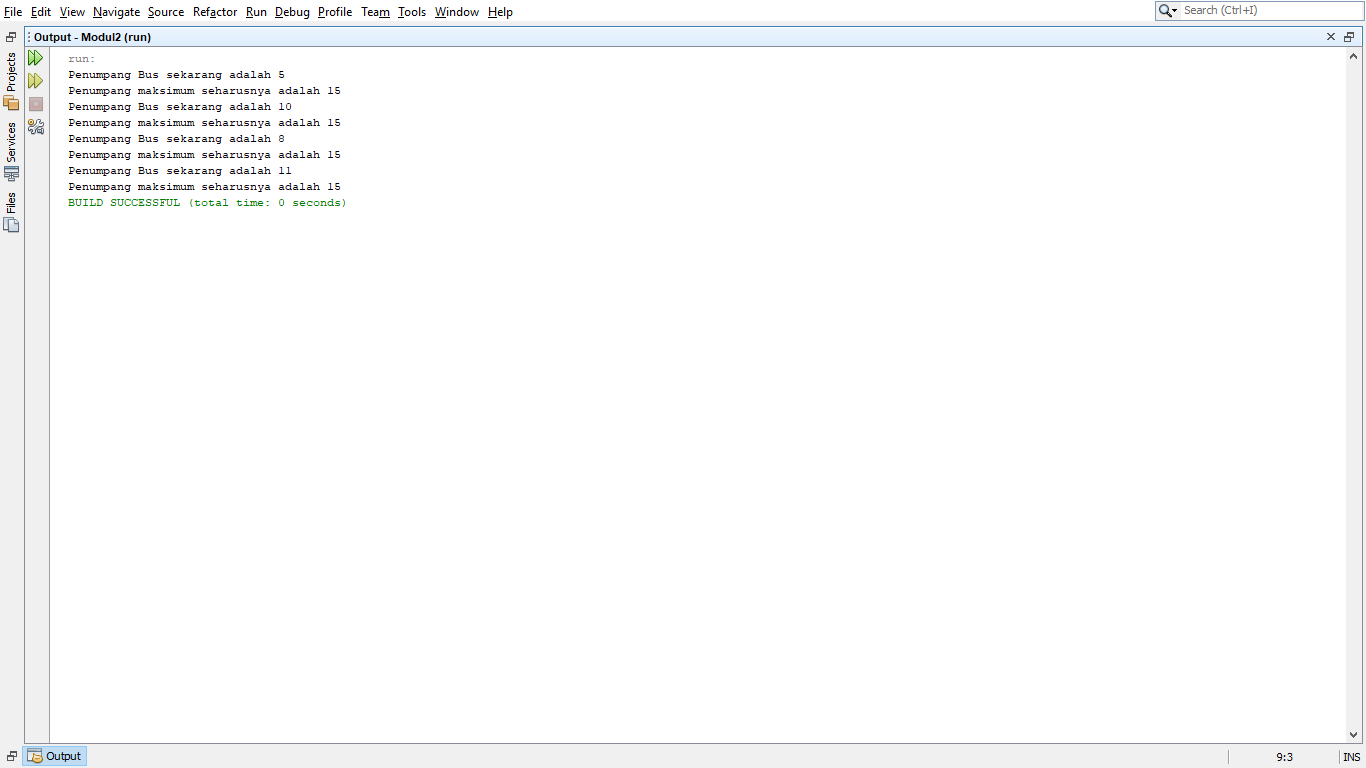 File Edit View Navigate Source Refactor Run Debug Profile Team Tools Window Help
Search (Ctrl+I)
Output - Modul2 (run)
Projects
Services
Files
run:
Penumpang Bus sekarang adalah 5
Penumpang maksimum seharusnya adalah 15
Penumpang Bus sekarang adalah 10
Penumpang maksimum seharusnya adalah 15
Penumpang Bus sekarang adalah 8
Penumpang maksimum seharusnya adalah 15
Penumpang Bus sekarang adalah 11
Penumpang maksimum seharusnya adalah 15
BUILD SUCCESSFUL (total time: 0 seconds)
Output
9:3
INS